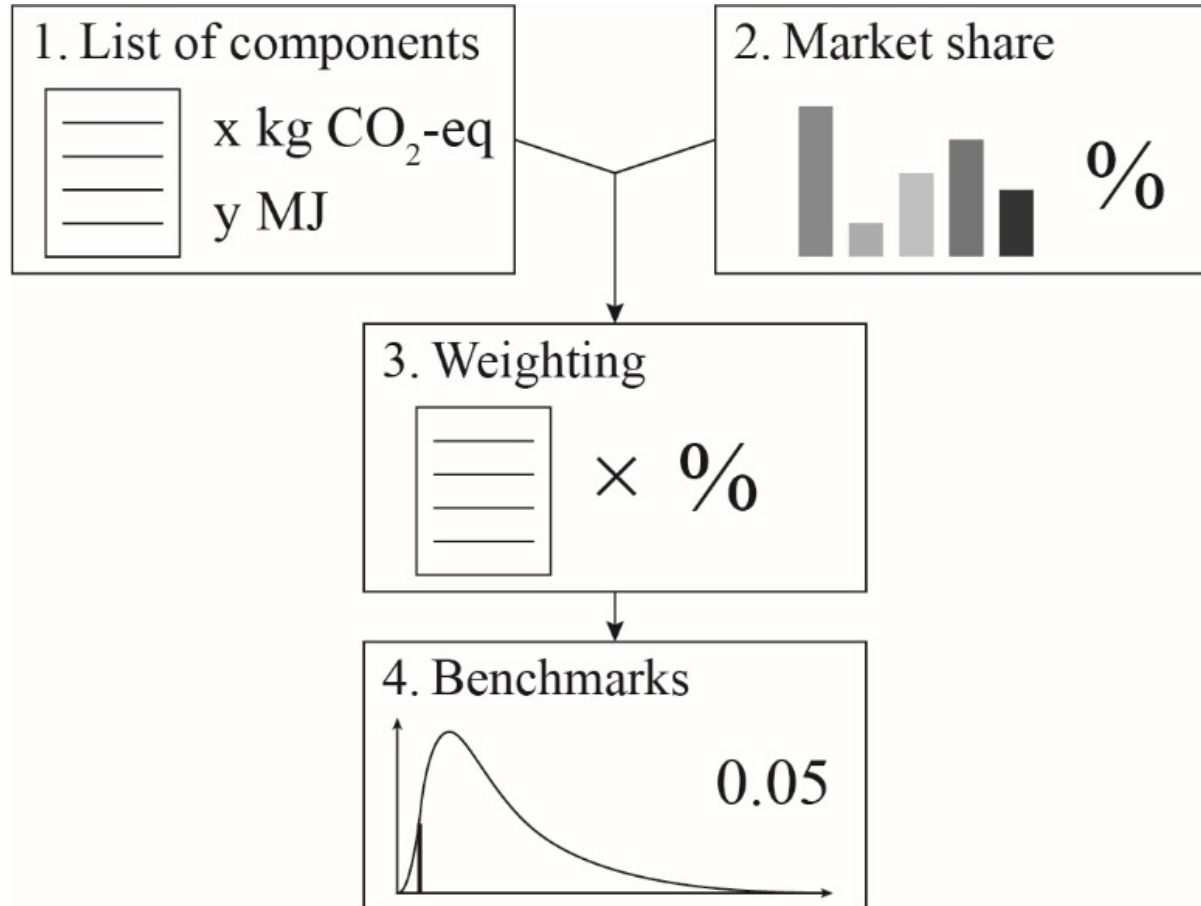 1. List of components
x kg CO₂-eq
y MJ
2. Market share
%
3. Weighting
× %
4. Benchmarks
0.05